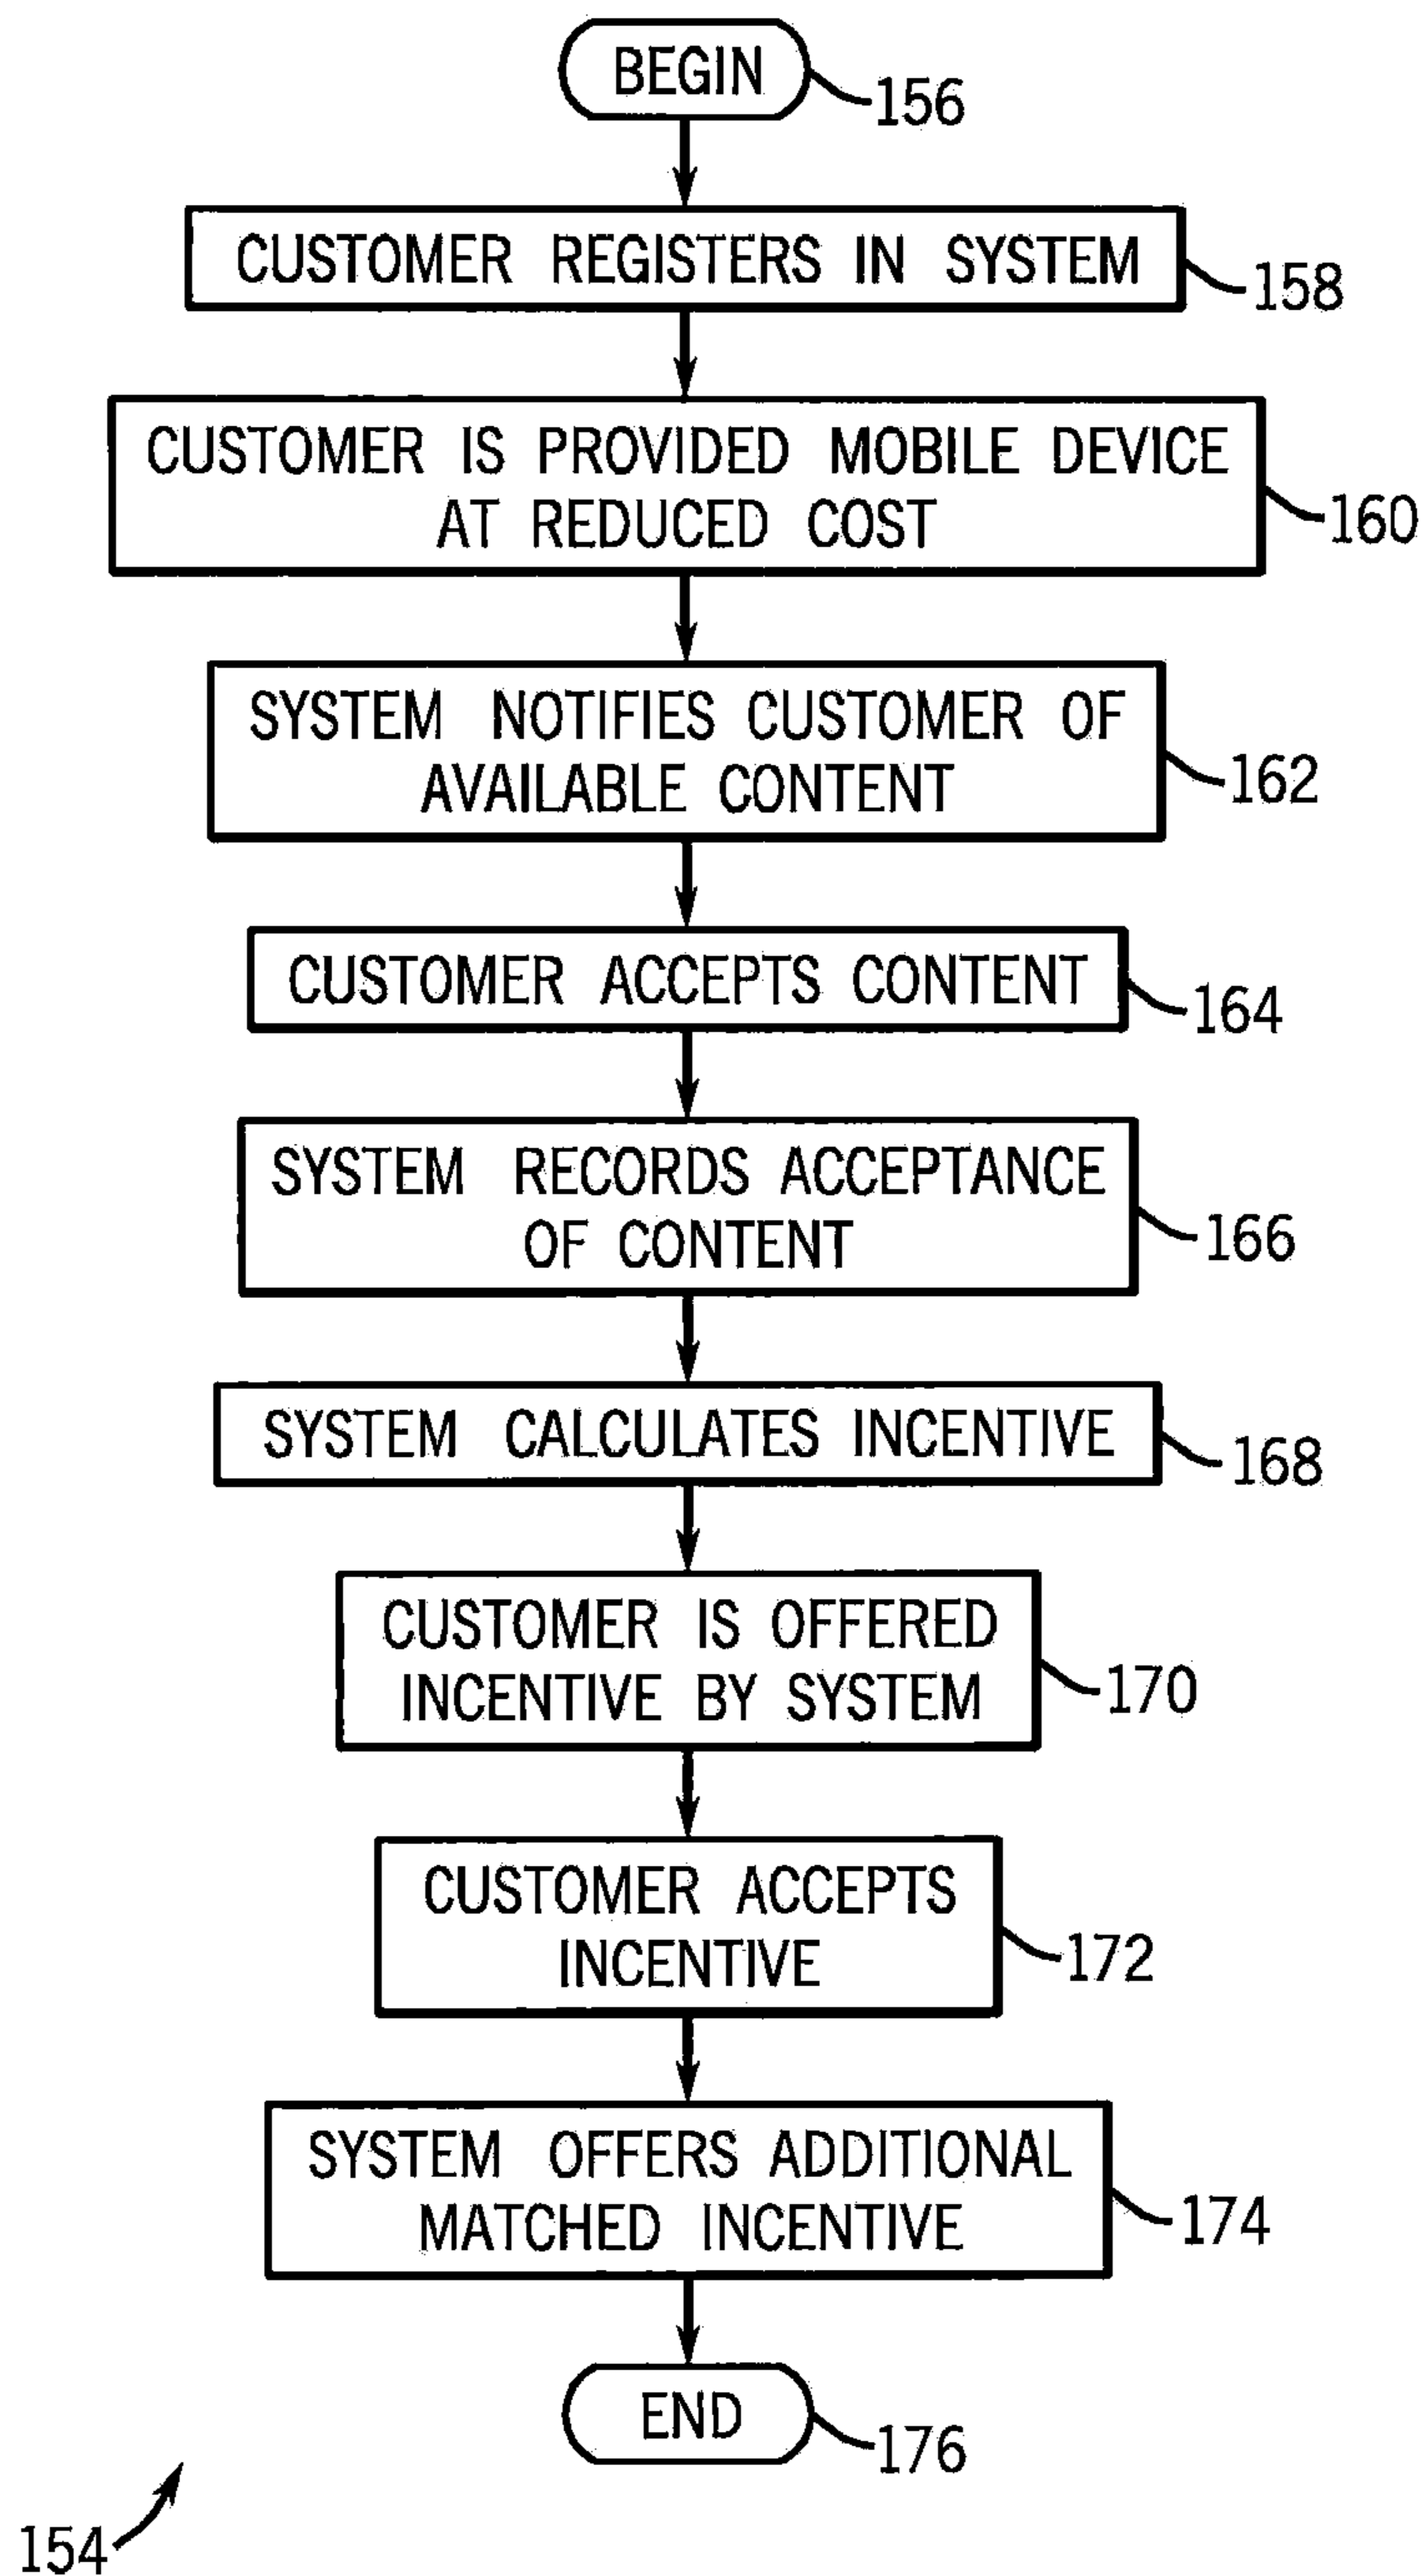 BEGIN
156
CUSTOMER REGISTERS IN SYSTEM
158
CUSTOMER IS PROVIDED MOBILE DEVICE
AT REDUCED COST
160
SYSTEM NOTIFIES CUSTOMER OF
AVAILABLE CONTENT
162
CUSTOMER ACCEPTS CONTENT
164
SYSTEM RECORDS ACCEPTANCE
OF CONTENT
166
SYSTEM CALCULATES INCENTIVE
168
CUSTOMER IS OFFERED
INCENTIVE BY SYSTEM
170
CUSTOMER ACCEPTS
INCENTIVE
172
SYSTEM OFFERS ADDITIONAL
MATCHED INCENTIVE
174
END
176
154